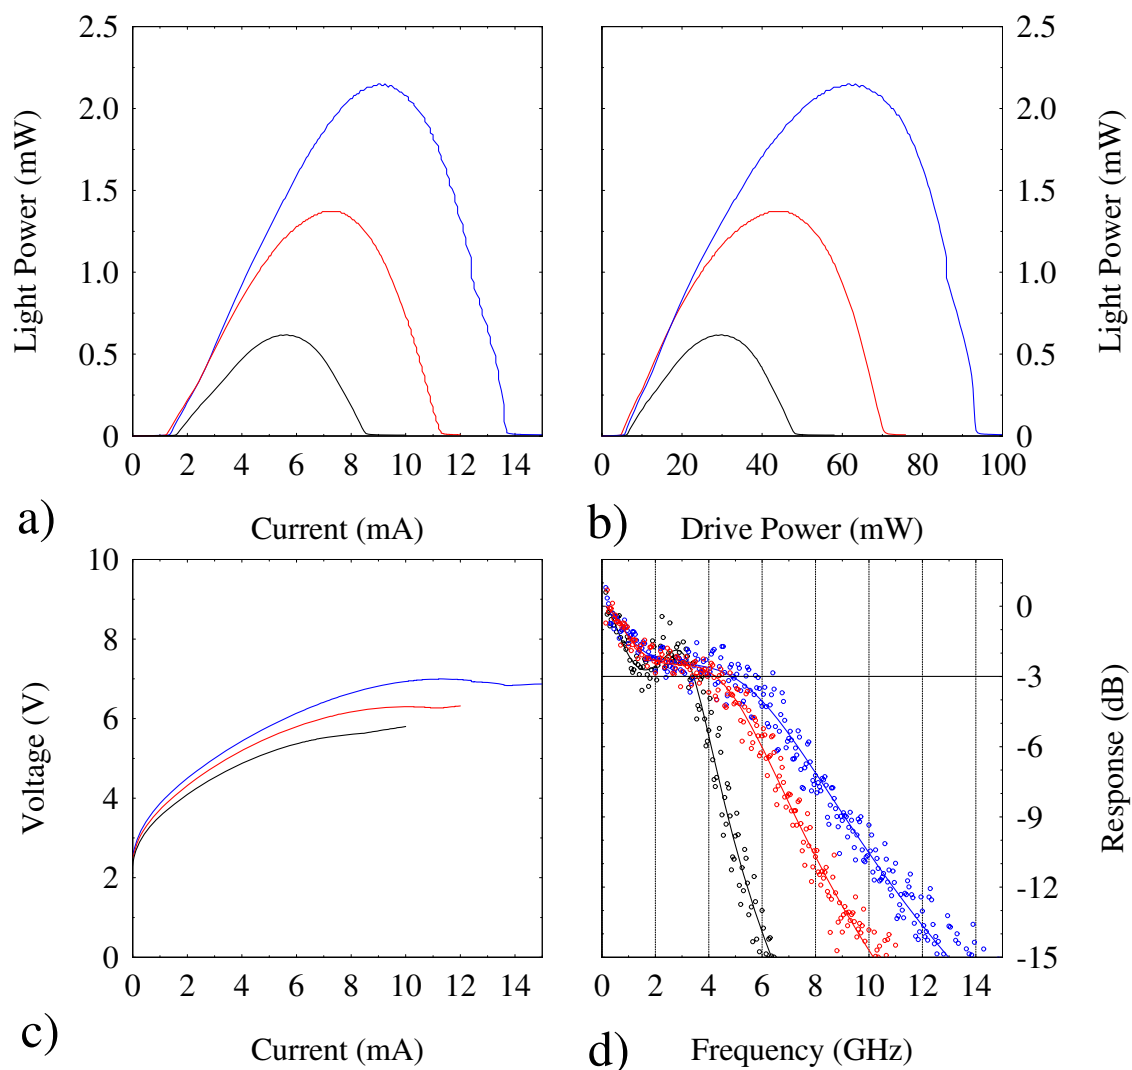 2.5
2.0
1.5
1.0
0.5
0
0 2 4 6 8 10 12 14
Light Power (mW)
Current (mA)
a)
2.5
2.0
1.5
1.0
0.5
0
0 20 40 60 80 100
Light Power (mW)
Drive Power (mW)
b)
10
8
6
4
2
0
0 2 4 6 8 10 12 14
Voltage (V)
Current (mA)
c)
0
-3
-6
-9
-12
-15
0 2 4 6 8 10 12 14
Response (dB)
Frequency (GHz)
d)